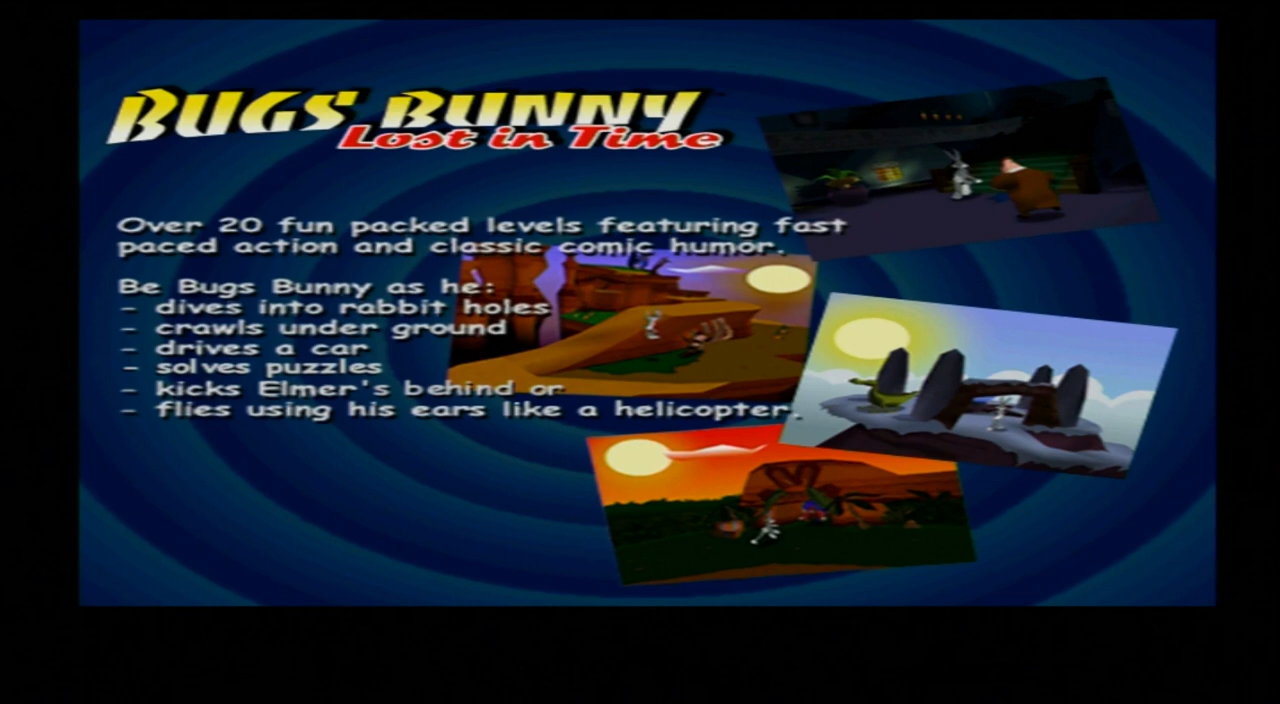 BUGS BUNNY
Lost in Time
Over 20 fun packed levels featuring fast
paced action and classic comic humor.
Be Bugs Bunny as he:
- dives into rabbit holes
- crawls under ground
- drives a car
- solves puzzles
- kicks Elmer's behind or
- flies using his ears like a helicopter.